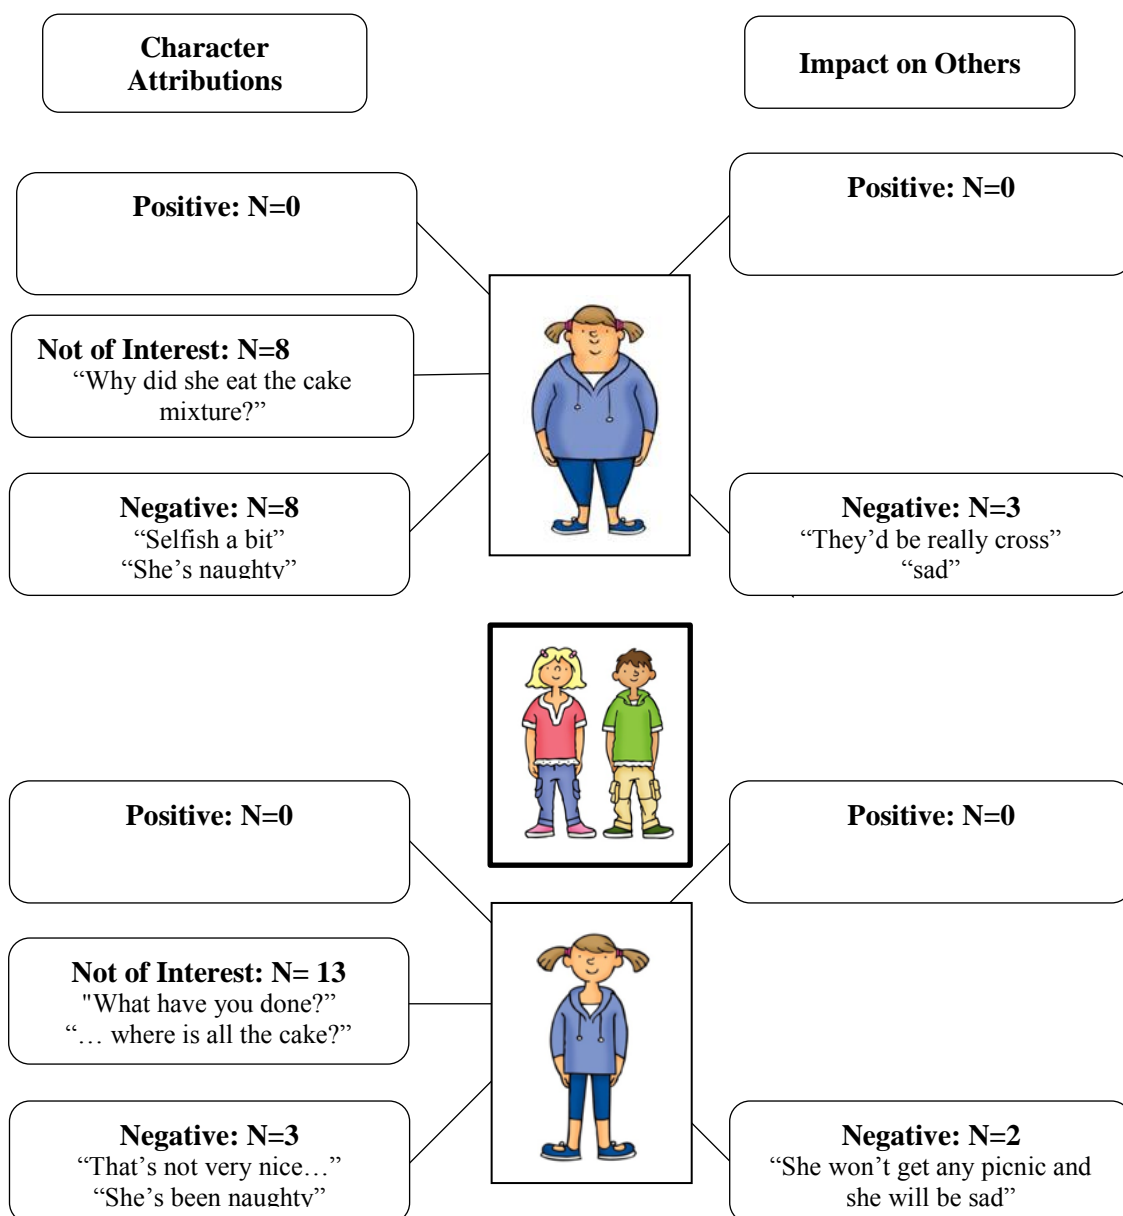 Character
Attributions
Impact on Others
Positive: N=0
Positive: N=0
Not of Interest: N=8
“Why did she eat the cake
mixture?”
Negative: N=8
“Selfish a bit”
“She’s naughty”
Negative: N=3
“They’d be really cross”
“sad”
Positive: N=0
Positive: N=0
Not of Interest: N= 13
"What have you done?”
“… where is all the cake?”
Negative: N=3
“That’s not very nice…”
“She’s been naughty”
Negative: N=2
“She won’t get any picnic and
she will be sad”